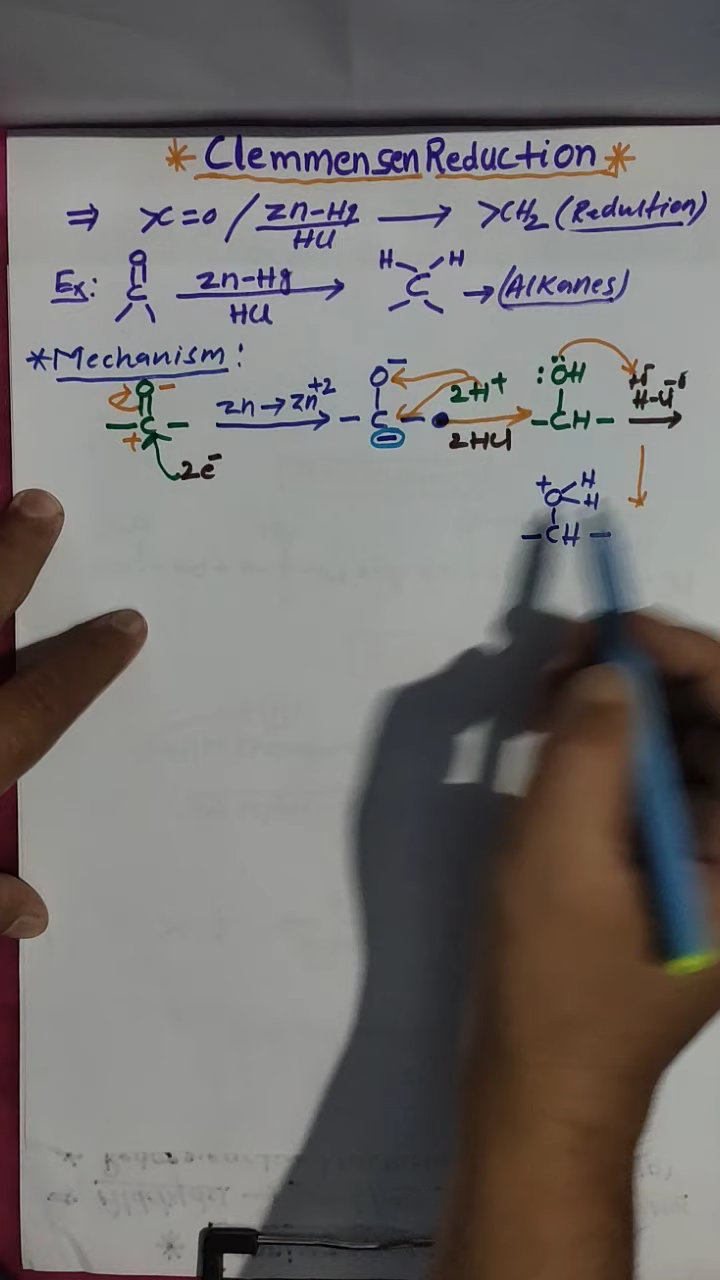 * Clemmensen Reduction *
⇒ >C=O / Zn-Hg / HCl → >CH2 (Reduction)
Ex: O=C Zn-Hg / HCl → H H C → (Alkanes)
*Mechanism:
O - C + 2e- Zn → Zn+2 O- - C - 2H+ 2HCl :ÖH -CH- H+δ H-Cl-δ →
+O H H
-CH-